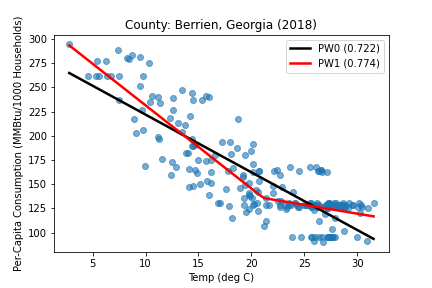 County: Berrien, Georgia (2018)
PW0 (0.722)
PW1 (0.774)
Per-Capita Consumption (MMBtu/1000 Households)
300
275
250
225
200
175
150
125
100
5 10 15 20 25 30
Temp (deg C)